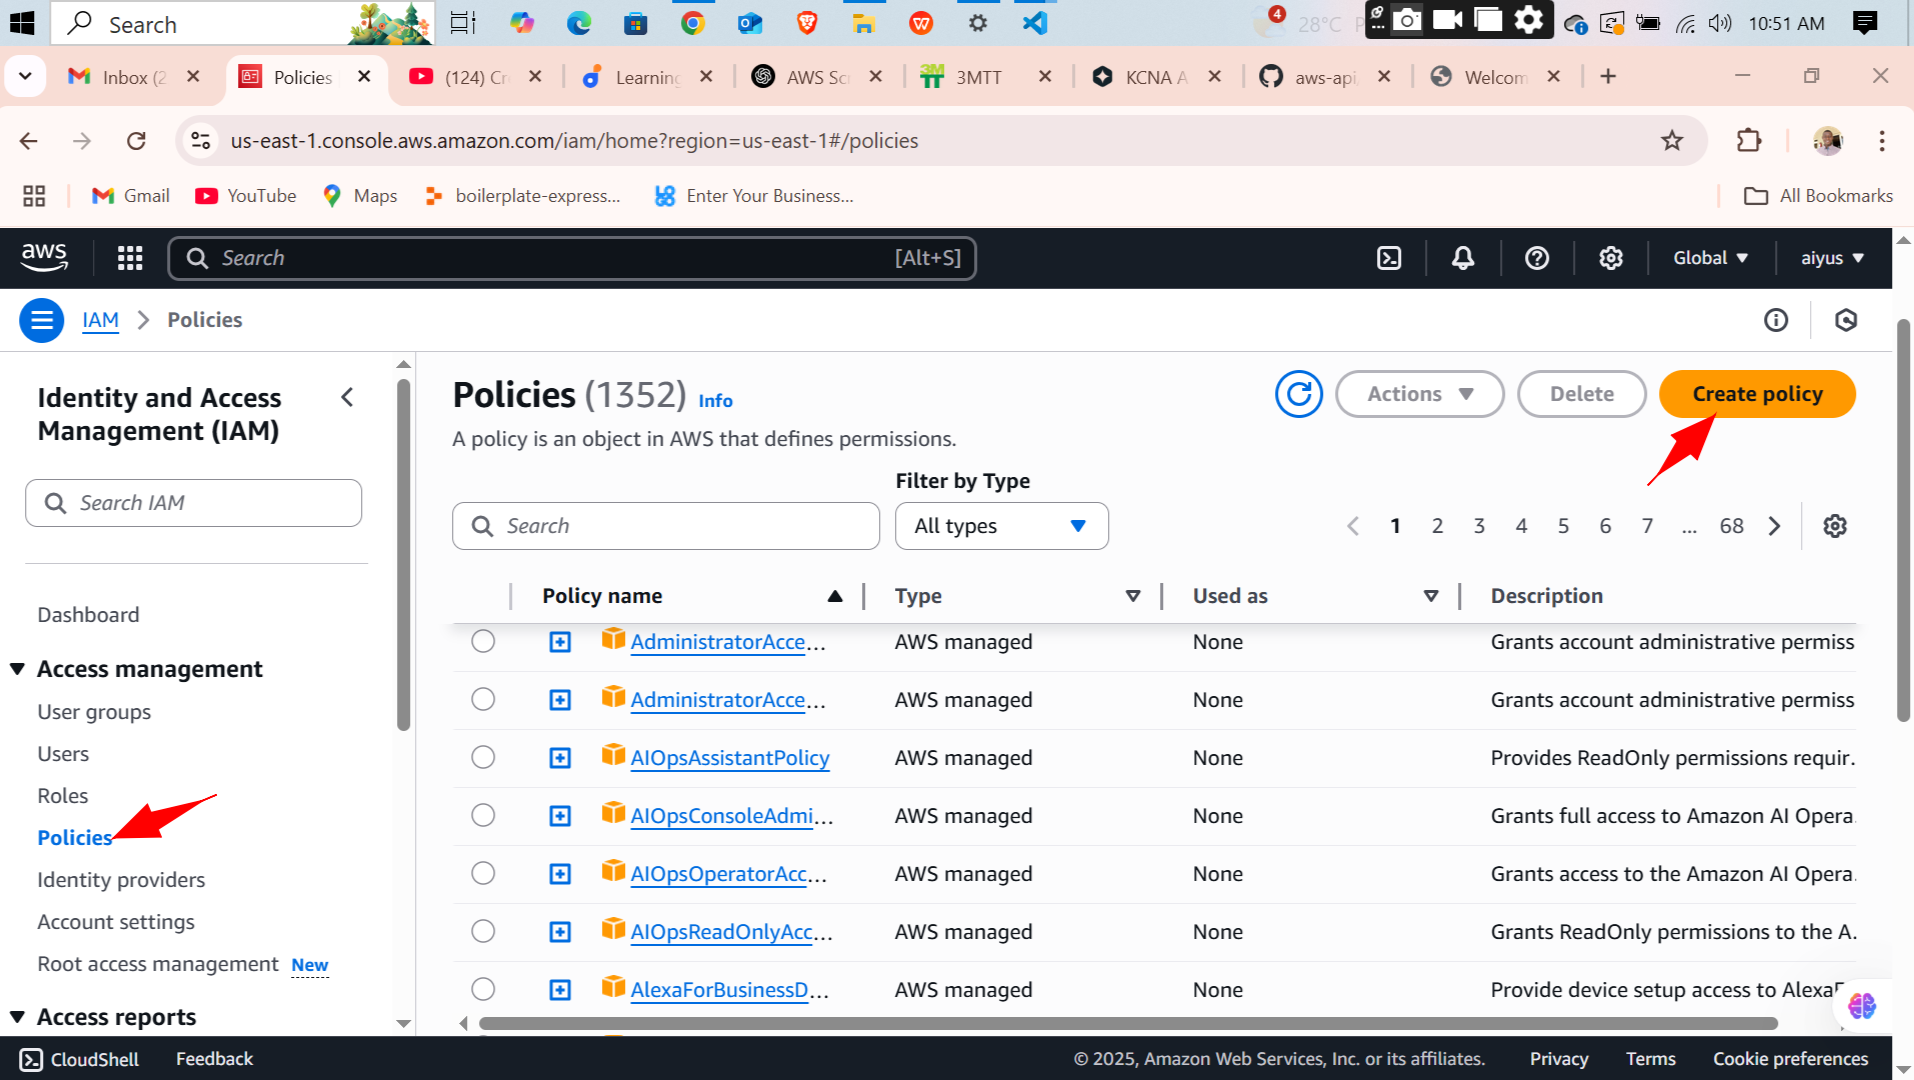 Search
4
28°C
10:51 AM
Inbox (2
Policies
(124) Cr
Learning
AWS Sc
3MTT
KCNA A
aws-api
Welcom
us-east-1.console.aws.amazon.com/iam/home?region=us-east-1#/policies
Gmail
YouTube
Maps
boilerplate-express...
Enter Your Business...
All Bookmarks
aws
Search
[Alt+S]
Global
aiyus
IAM
Policies
Identity and Access
Management (IAM)
Search IAM
Dashboard
Access management
User groups
Users
Roles
Policies
Identity providers
Account settings
Root access management New
Access reports
Policies (1352) Info
A policy is an object in AWS that defines permissions.
Actions
Delete
Create policy
Filter by Type
Search
All types
1 2 3 4 5 6 7 ... 68
Policy name Type Used as Description
AdministratorAcce... AWS managed None Grants account administrative permiss
AdministratorAcce... AWS managed None Grants account administrative permiss
AIOpsAssistantPolicy AWS managed None Provides ReadOnly permissions requir.
AIOpsConsoleAdmi... AWS managed None Grants full access to Amazon AI Opera.
AIOpsOperatorAcc... AWS managed None Grants access to the Amazon AI Opera.
AIOpsReadOnlyAcc... AWS managed None Grants ReadOnly permissions to the A.
AlexaForBusinessD... AWS managed None Provide device setup access to AlexaF
CloudShell
Feedback
© 2025, Amazon Web Services, Inc. or its affiliates.
Privacy
Terms
Cookie preferences